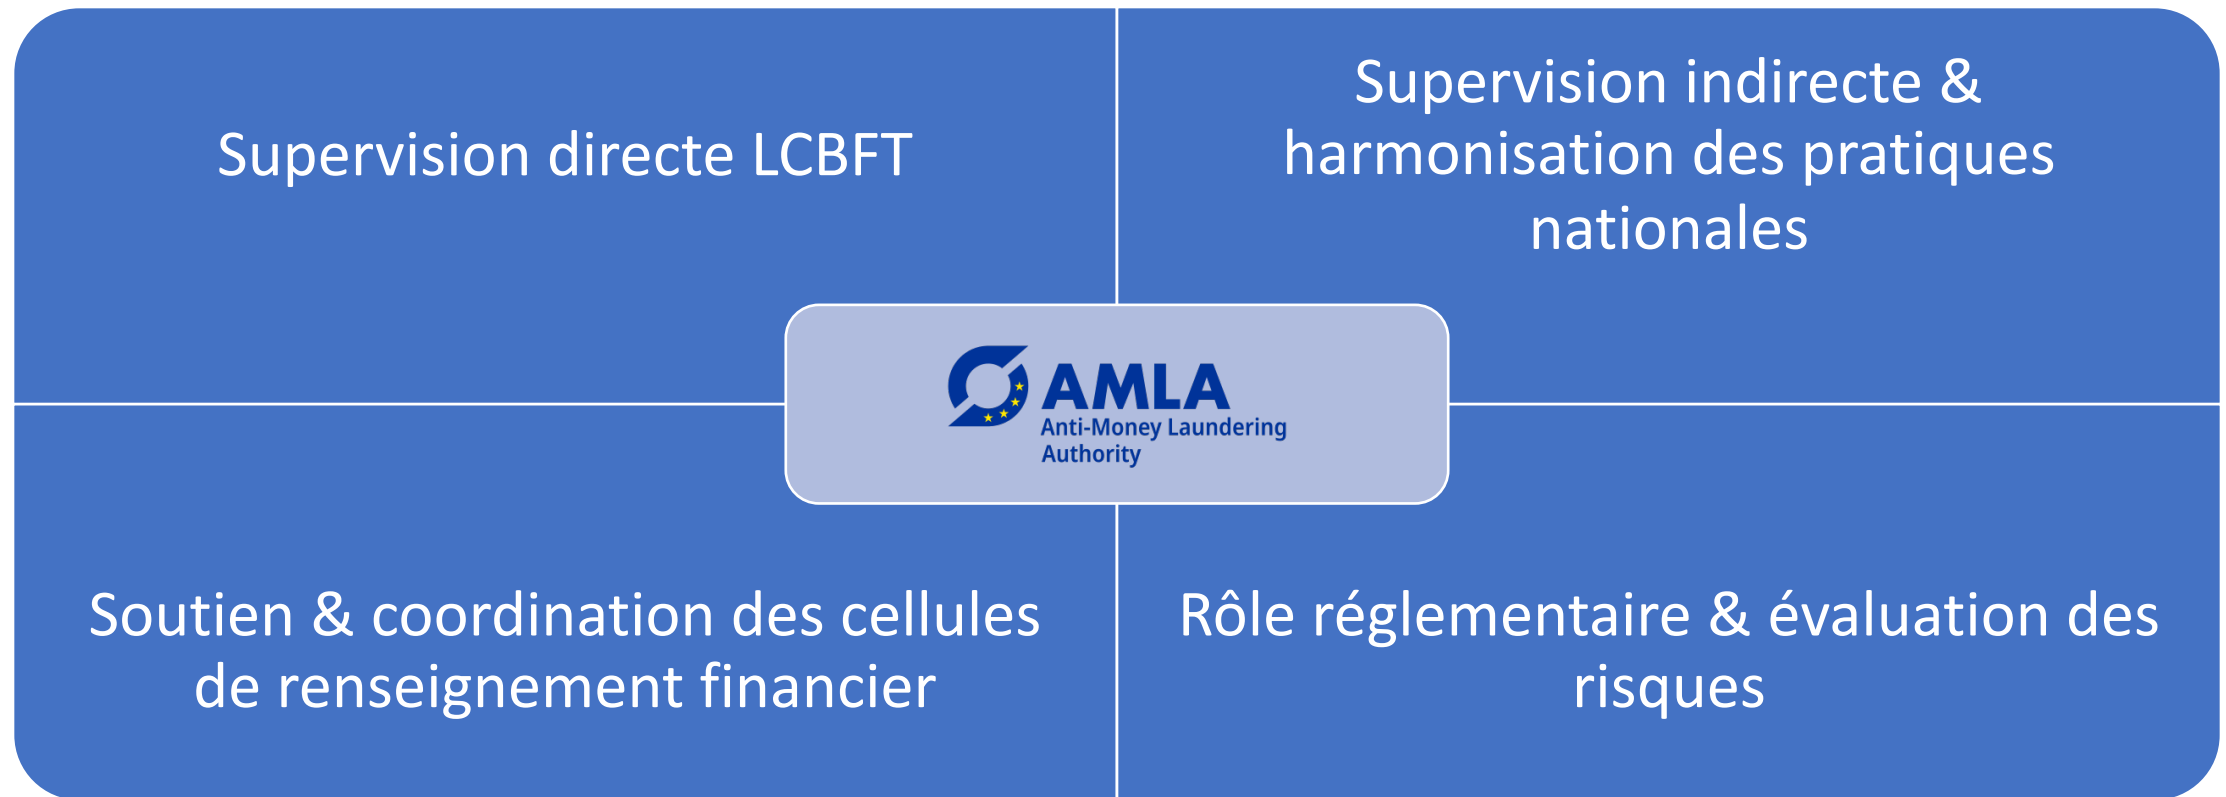 Supervision directe LCBFT
Supervision indirecte &
harmonisation des pratiques
nationales
AMLA
Anti-Money Laundering
Authority
Soutien & coordination des cellules
de renseignement financier
Rôle réglementaire & évaluation des
risques